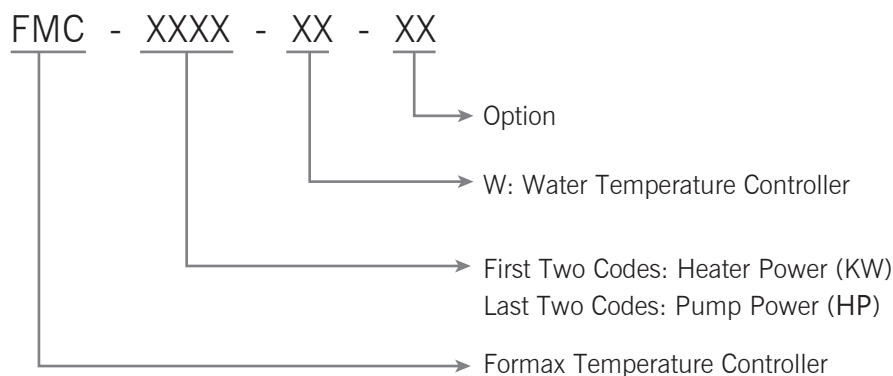 FMC - XXXX - XX - XX
Option
W: Water Temperature Controller
First Two Codes: Heater Power (KW)
Last Two Codes: Pump Power (HP)
Formax Temperature Controller